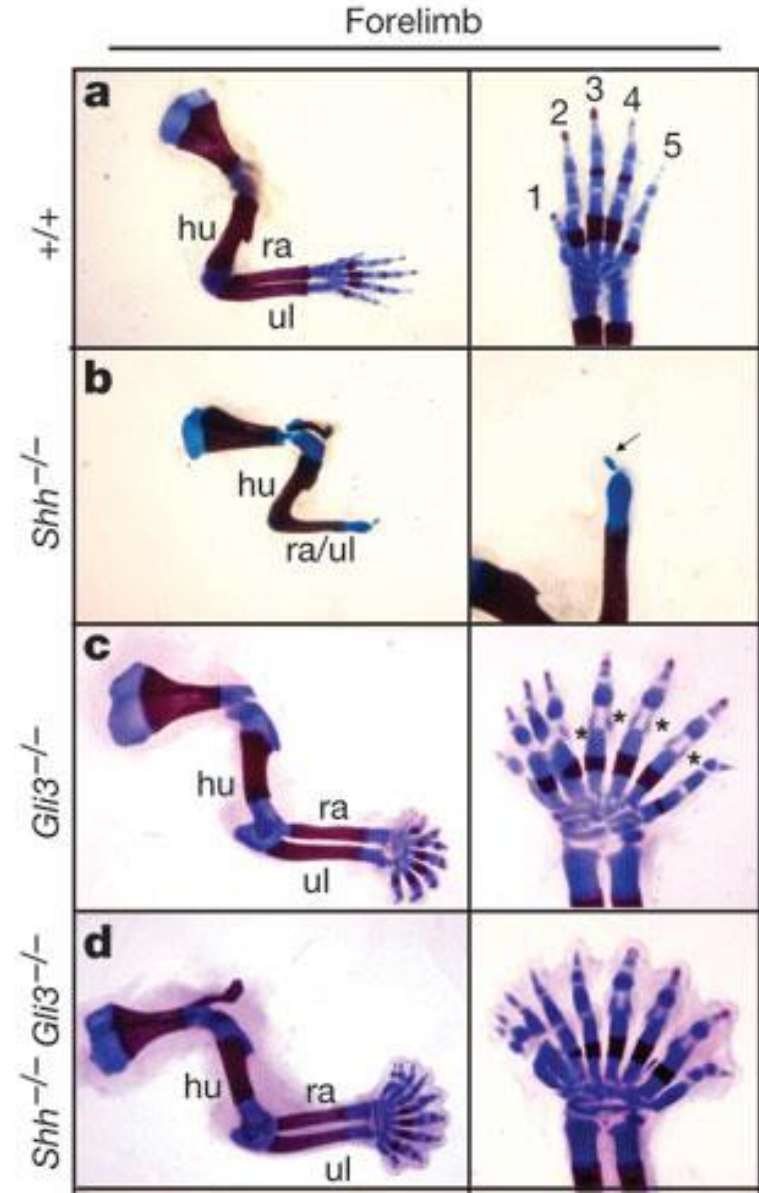 Forelimb
a
+/+
hu
ra
ul
1
2
3
4
5
b
Shh−/−
hu
ra/ul
c
Gli3−/−
hu
ra
ul
*
*
*
*
d
Shh−/− Gli3−/−
hu
ra
ul